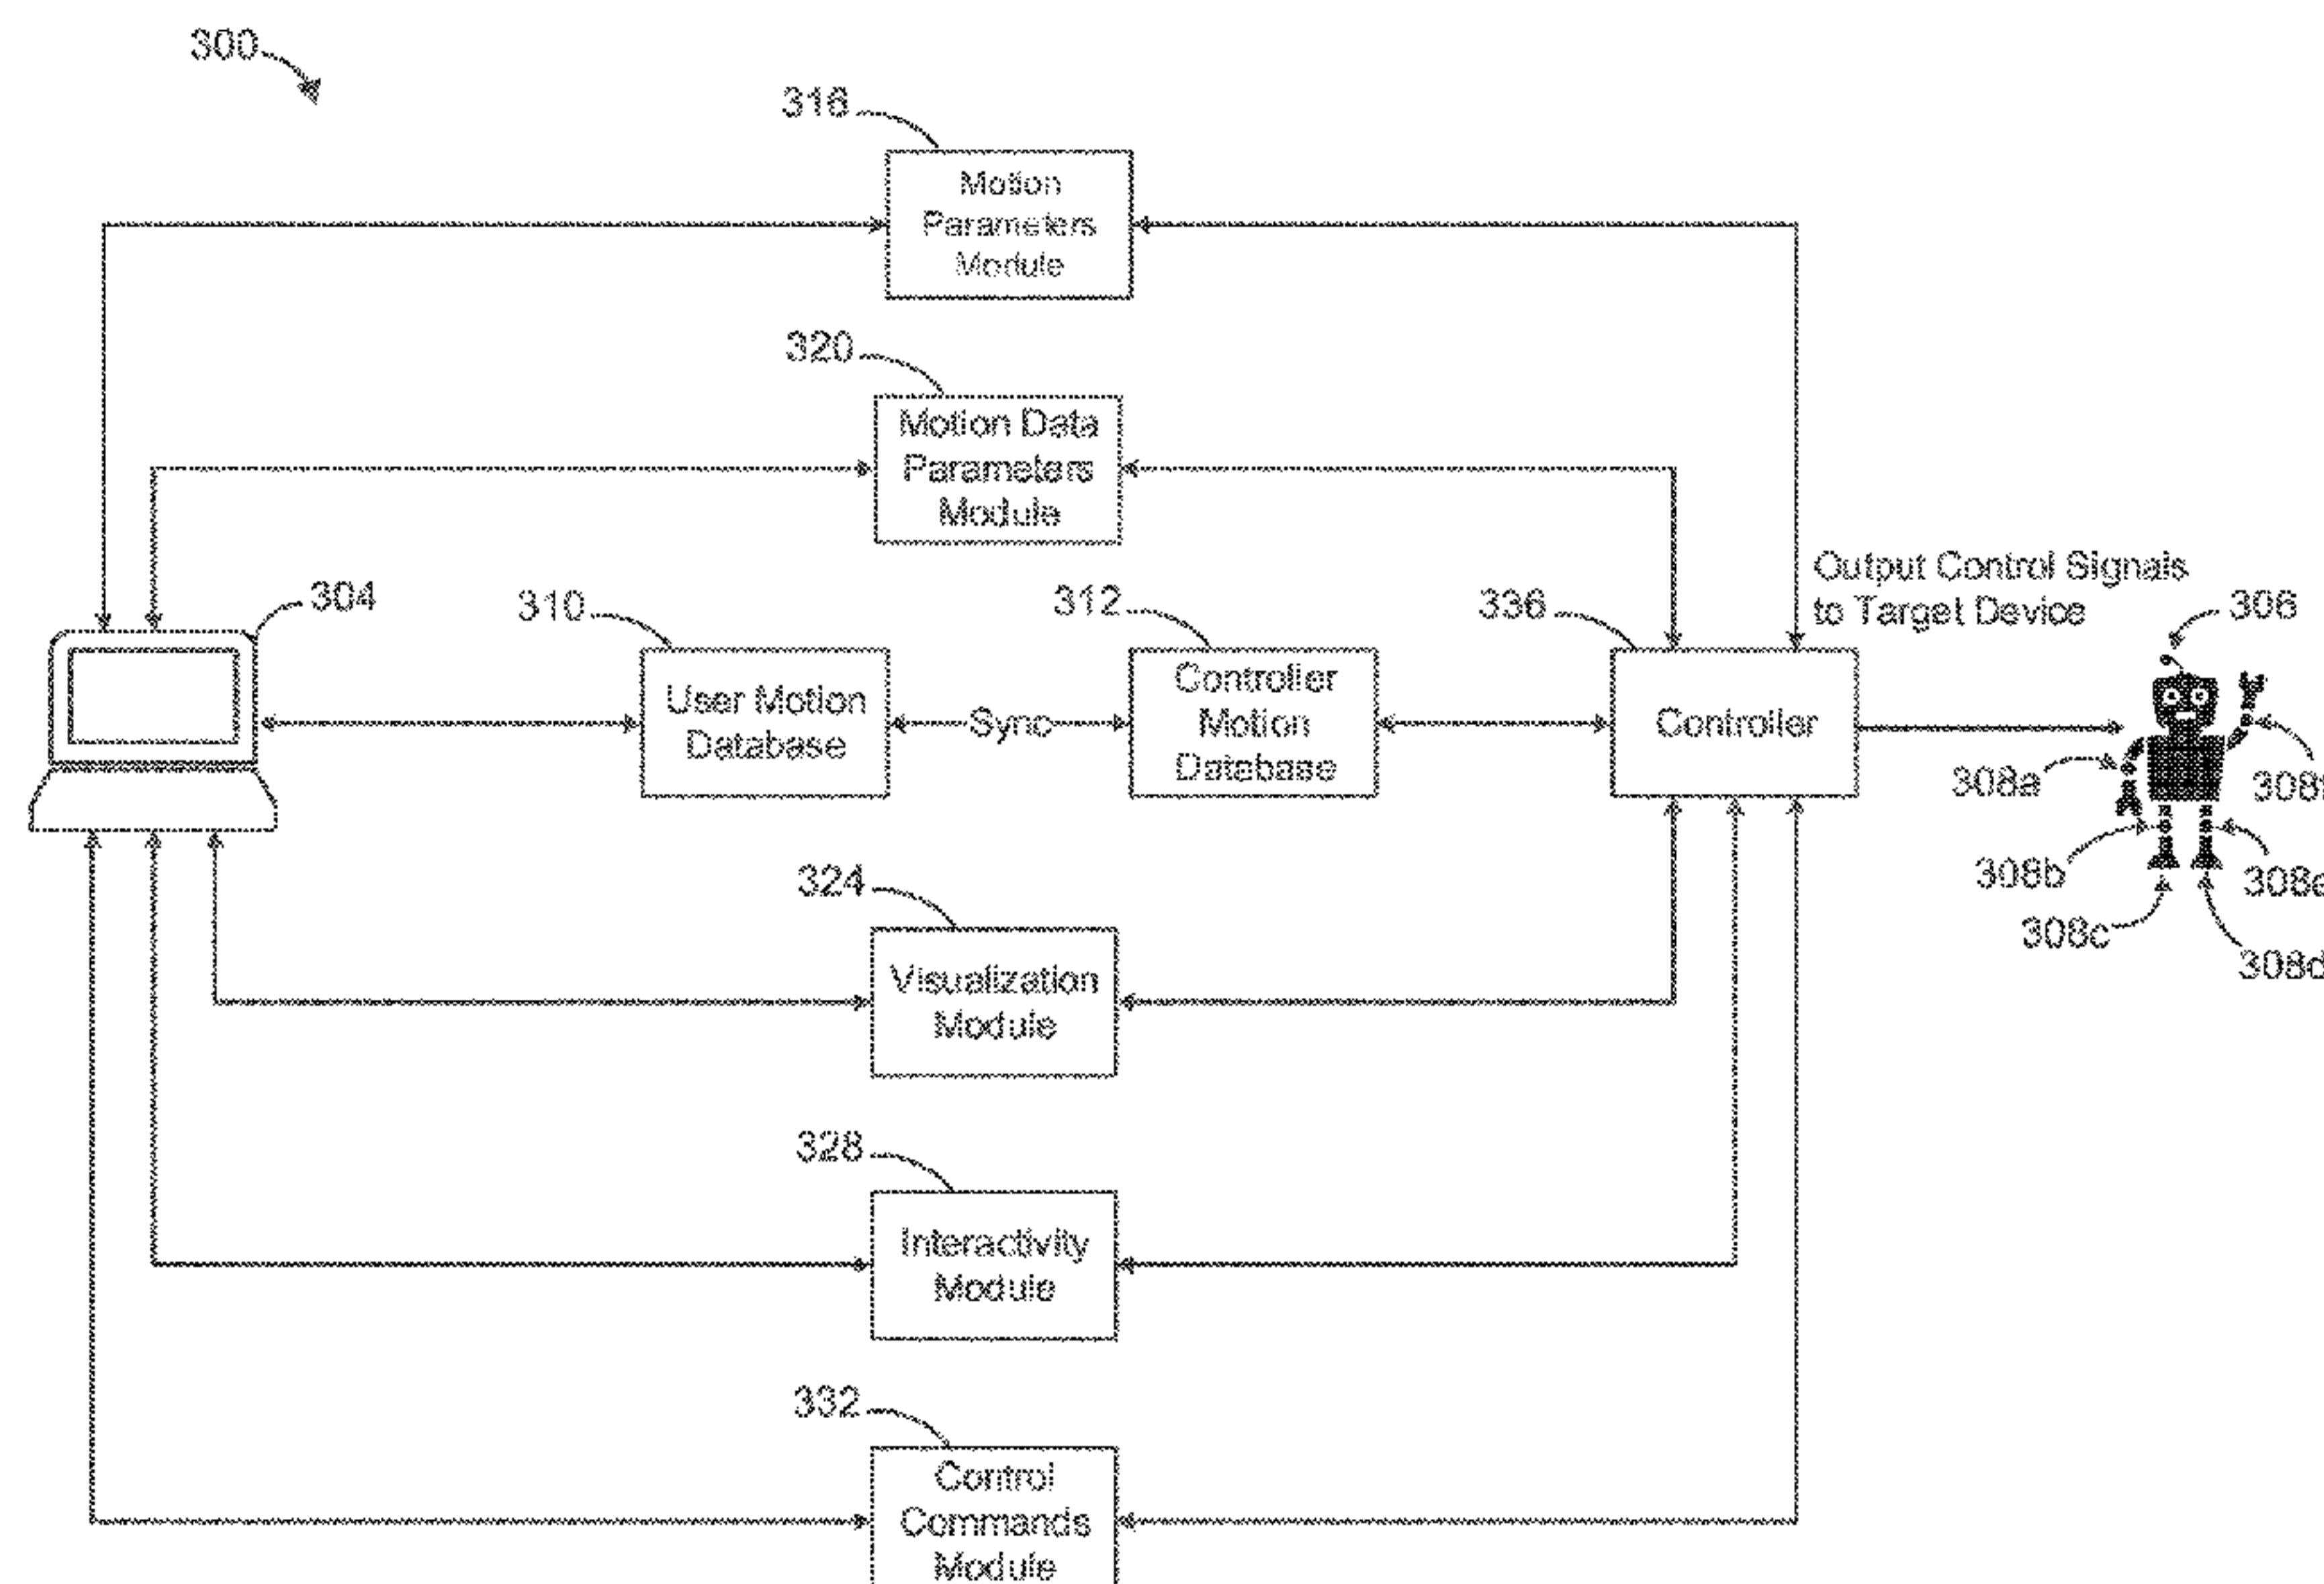 300
316
Motion
Parameters
Module
320
Motion Data
Parameters
Module
Output Control Signals
to Target Device
304
310
312
336
306
User Motion
Database
Sync
Controller
Motion
Database
Controller
308a
308b
308e
308c
308d
324
Visualization
Module
328
Interactivity
Module
332
Control
Commands
Module